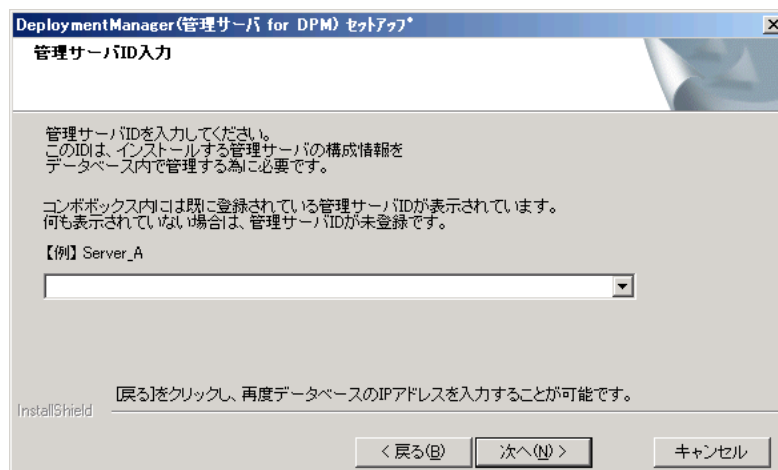 DeploymentManager(管理サーバ for DPM) ｾｯﾄｱｯﾌﾟ
管理サーバID入力
管理サーバIDを入力してください。
このIDは、インストールする管理サーバの構成情報を
データベース内で管理する為に必要です。
コンボボックス内には既に登録されている管理サーバIDが表示されています。
何も表示されていない場合は、管理サーバIDが未登録です。
【例】 Server_A
[戻る]をクリックし、再度データベースのIPアドレスを入力することが可能です。
InstallShield
< 戻る(B)
次へ(N) >
キャンセル